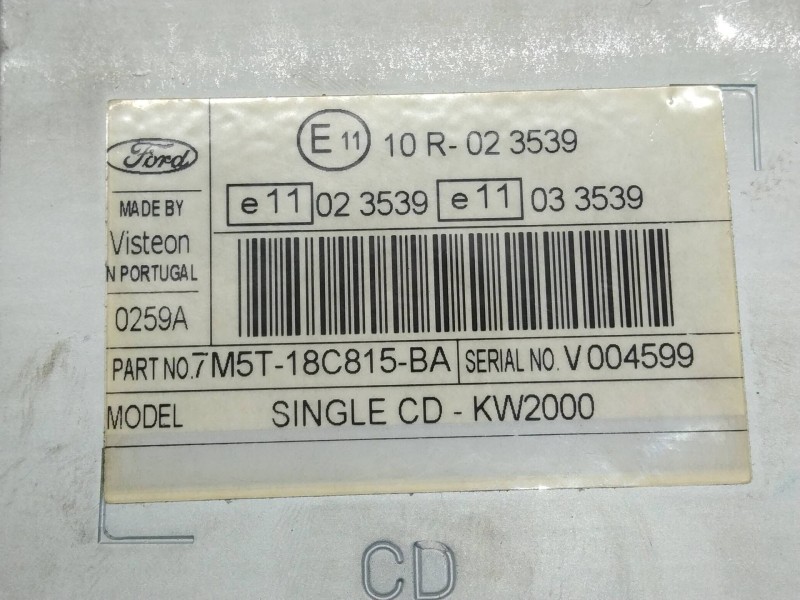 Ford
E 11 10 R- 02 3539
e 11 02 3539 e 11 03 3539
MADE BY
Visteon
N PORTUGAL
0259A
PART NO. 7M5T-18C815-BA SERIAL NO. V004599
MODEL SINGLE CD - KW2000
CD